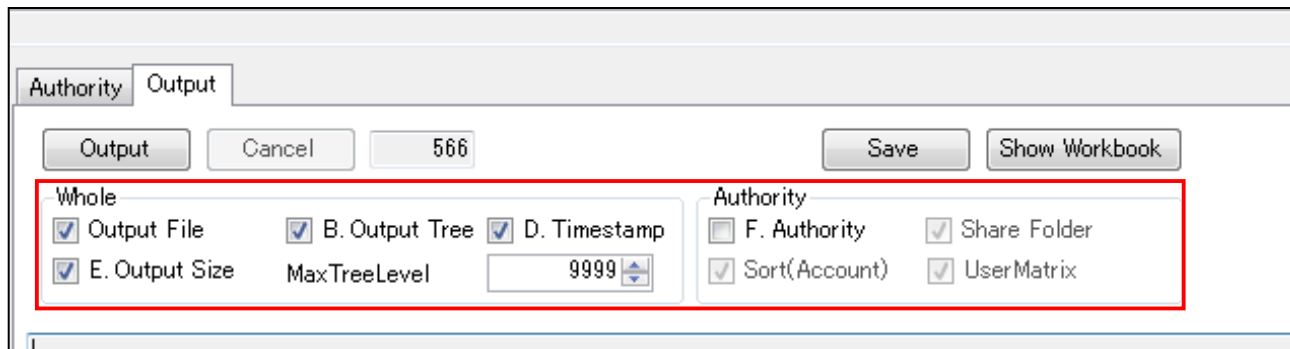 Authority Output
Output Cancel 566 Save Show Workbook
Whole Authority
Output File B. Output Tree D. Timestamp F. Authority Share Folder
E. Output Size MaxTreeLevel 9999 Sort(Account) UserMatrix